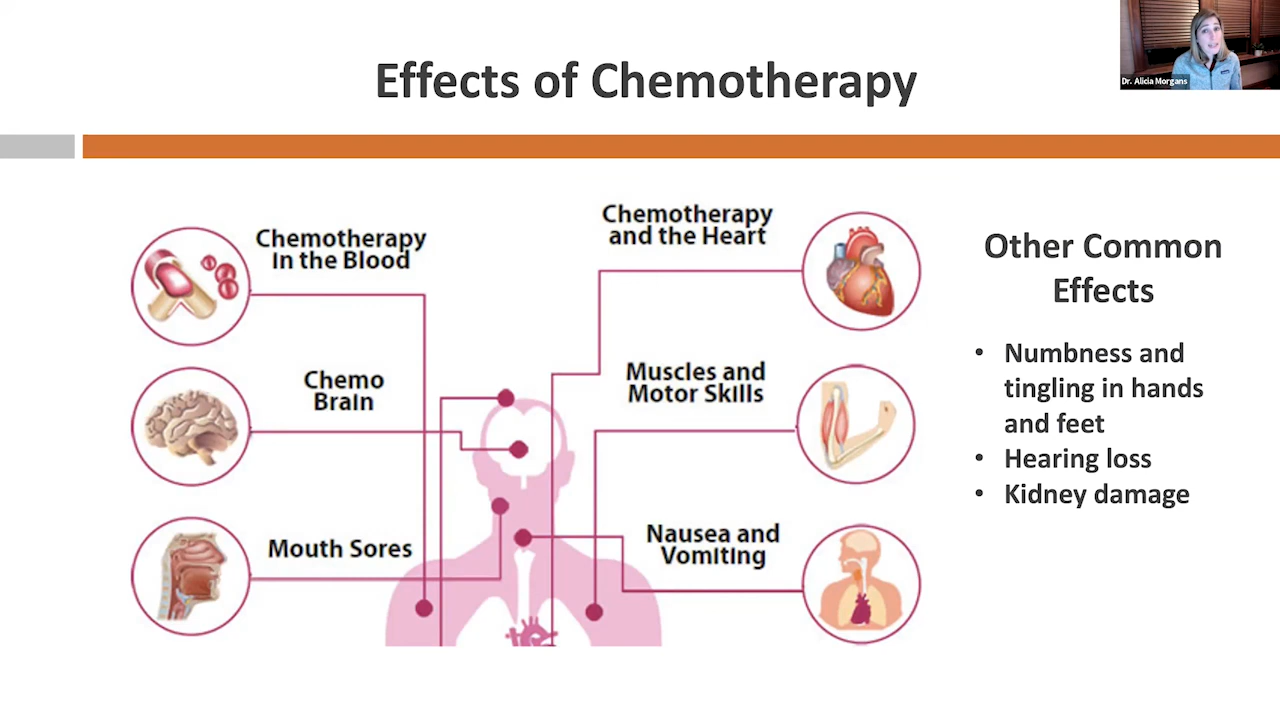 Effects of Chemotherapy
Dr. Alicia Morgans
Chemotherapy
in the Blood
Chemo
Brain
Mouth Sores
Chemotherapy
and the Heart
Muscles and
Motor Skills
Nausea and
Vomiting
Other Common
Effects
• Numbness and
tingling in hands
and feet
• Hearing loss
• Kidney damage